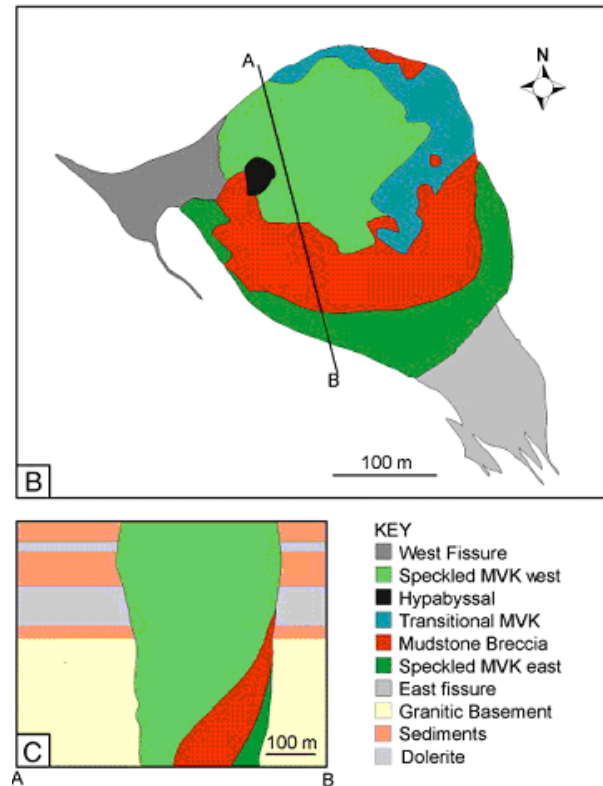 A
N
B
100 m
B
KEY
West Fissure
Speckled MVK west
Hypabyssal
Transitional MVK
Mudstone Breccia
Speckled MVK east
East fissure
Granitic Basement
Sediments
Dolerite
100 m
C
A
B